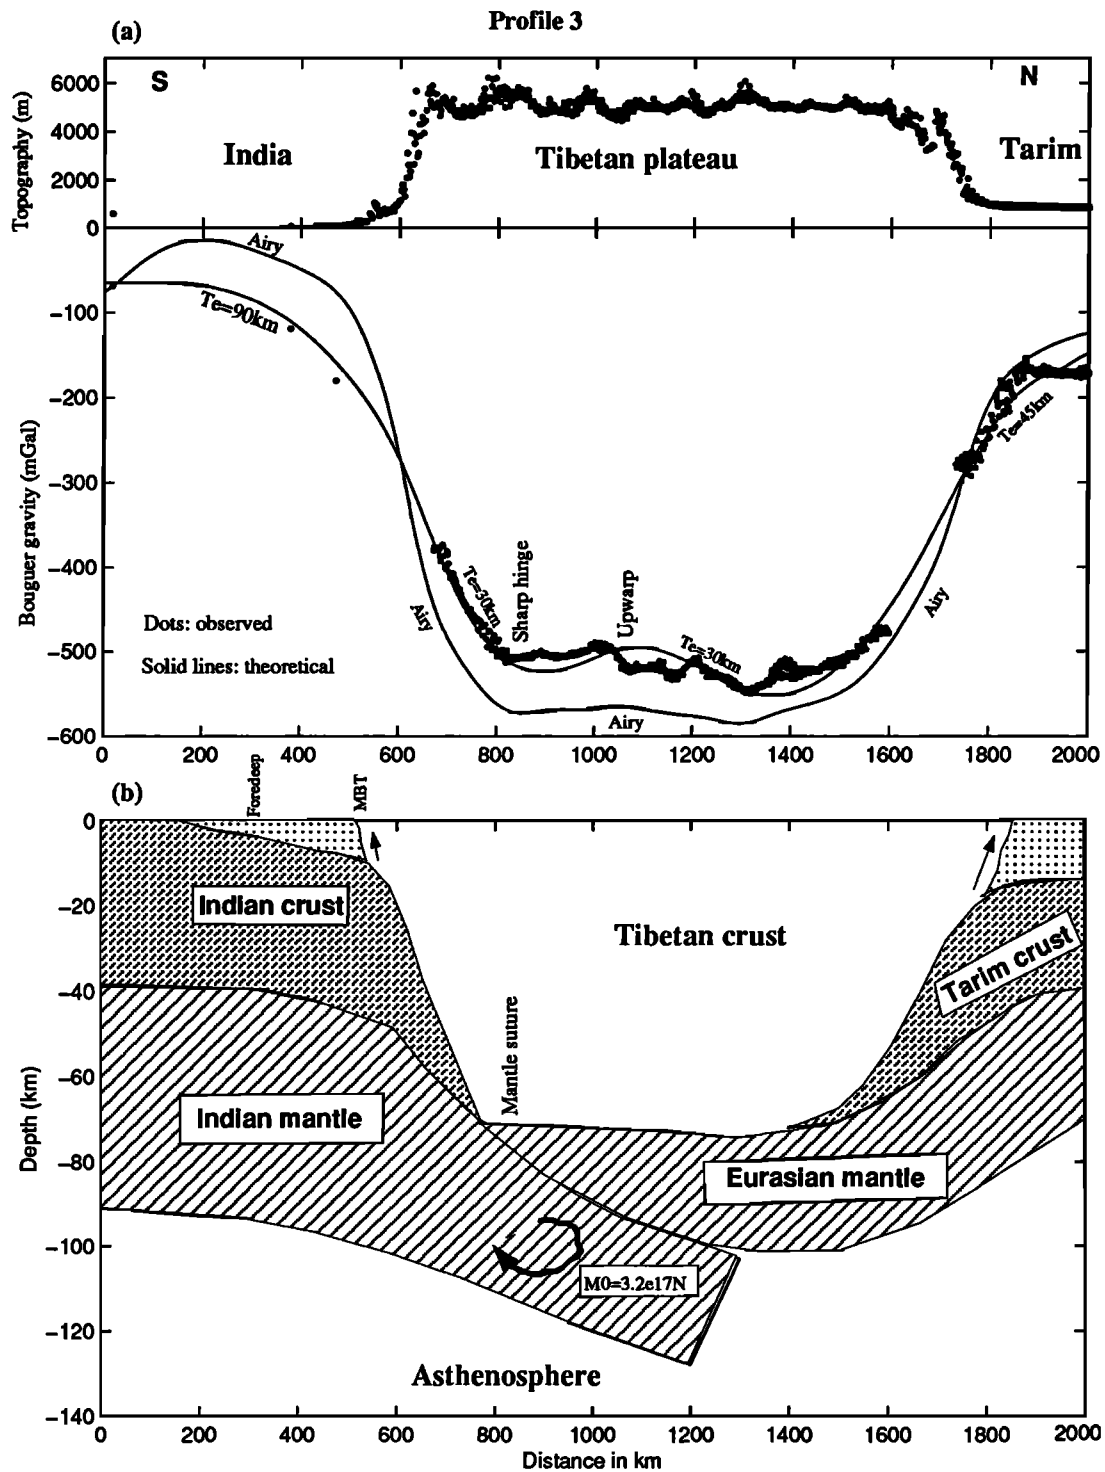 Profile 3
(a)
S
N
India
Tibetan plateau
Tarim
Topography (m)
6000
4000
2000
0
Airy
Te=90km
Te=45km
Te=30km
Sharp hinge
Upwarp
Te=30km
Airy
Airy
Airy
Dots: observed
Solid lines: theoretical
Bouguer gravity (mGal)
−100
−200
−300
−400
−500
−600
0 200 400 600 800 1000 1200 1400 1600 1800 2000
(b)
Foredeep
MBT
Indian crust
Tibetan crust
Tarim crust
Mantle suture
Indian mantle
Eurasian mantle
M0=3.2e17N
Asthenosphere
Depth (km)
0
−20
−40
−60
−80
−100
−120
−140
0 200 400 600 800 1000 1200 1400 1600 1800 2000
Distance in km